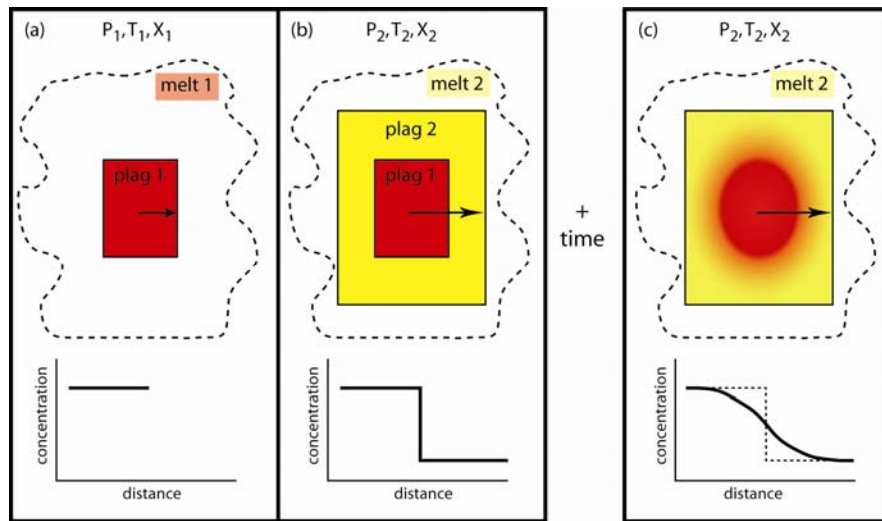 (a) P₁,T₁,X₁
melt 1
plag 1
concentration
distance
(b) P₂,T₂,X₂
melt 2
plag 2
plag 1
concentration
distance
+
time
(c) P₂,T₂,X₂
melt 2
concentration
distance